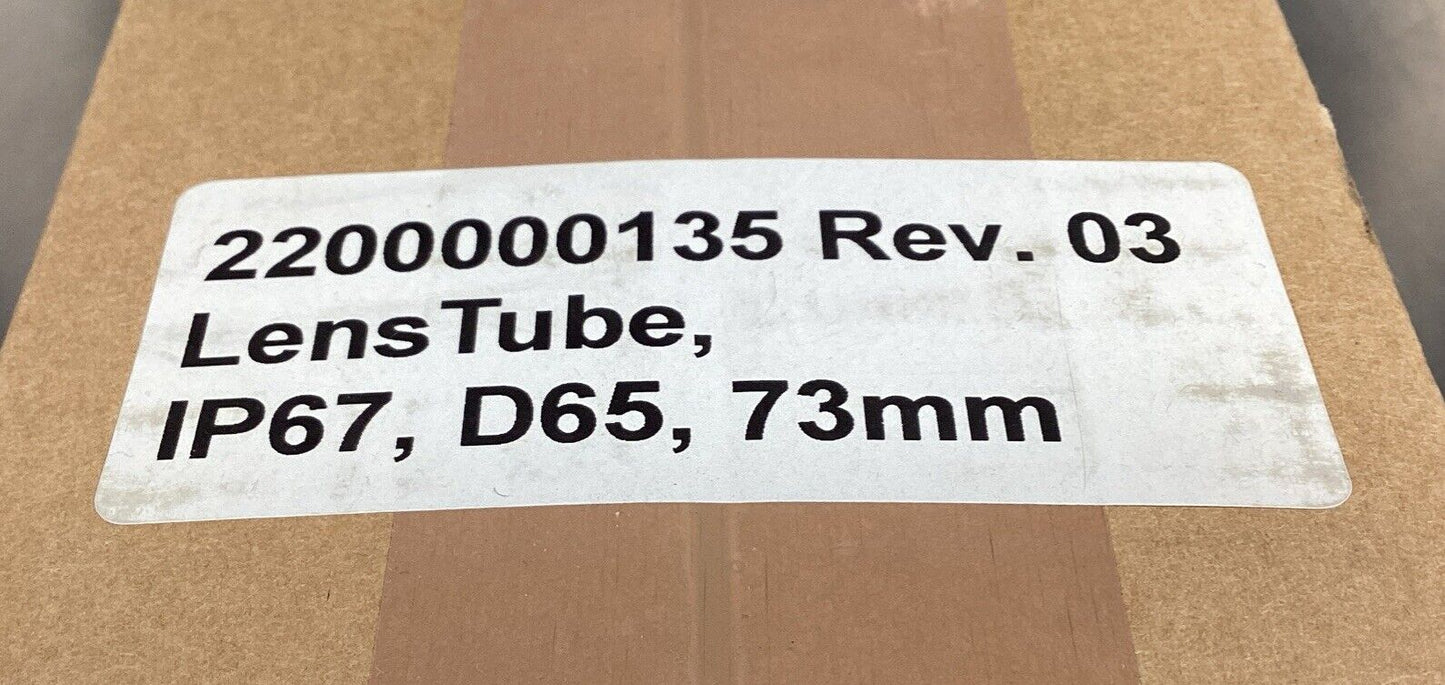 2200000135 Rev. 03
LensTube,
IP67, D65, 73mm